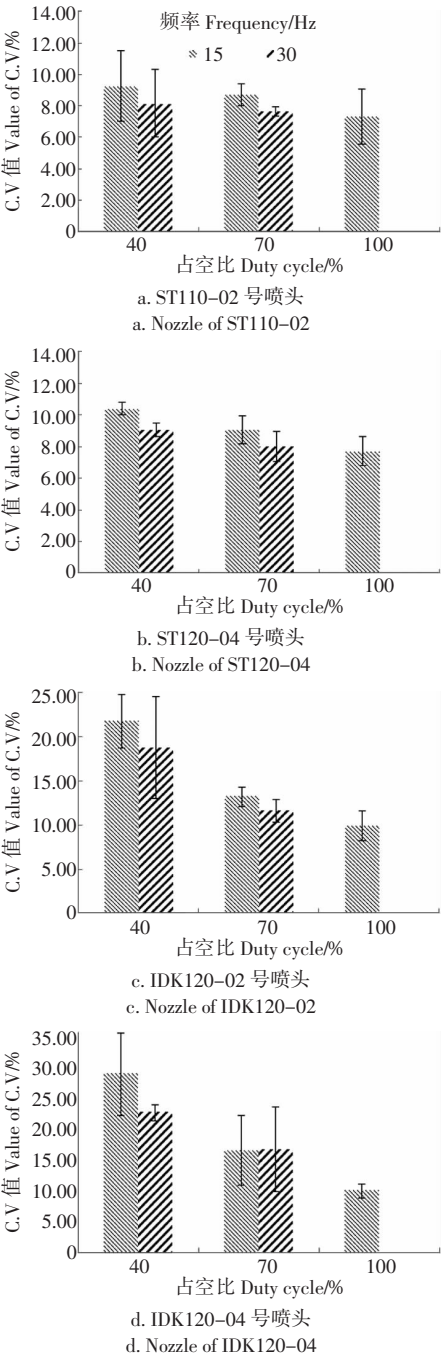 频率 Frequency/Hz
15 30
C.V 值 Value of C.V/%
14.00
12.00
10.00
8.00
6.00
4.00
2.00
0
40 70 100
占空比 Duty cycle/%
a. ST110-02 号喷头
a. Nozzle of ST110-02
C.V 值 Value of C.V/%
14.00
12.00
10.00
8.00
6.00
4.00
2.00
0
40 70 100
占空比 Duty cycle/%
b. ST120-04 号喷头
b. Nozzle of ST120-04
C.V 值 Value of C.V/%
25.00
20.00
15.00
10.00
5.00
0
40 70 100
占空比 Duty cycle/%
c. IDK120-02 号喷头
c. Nozzle of IDK120-02
C.V 值 Value of C.V/%
35.00
30.00
25.00
20.00
15.00
10.00
5.00
0
40 70 100
占空比 Duty cycle/%
d. IDK120-04 号喷头
d. Nozzle of IDK120-04